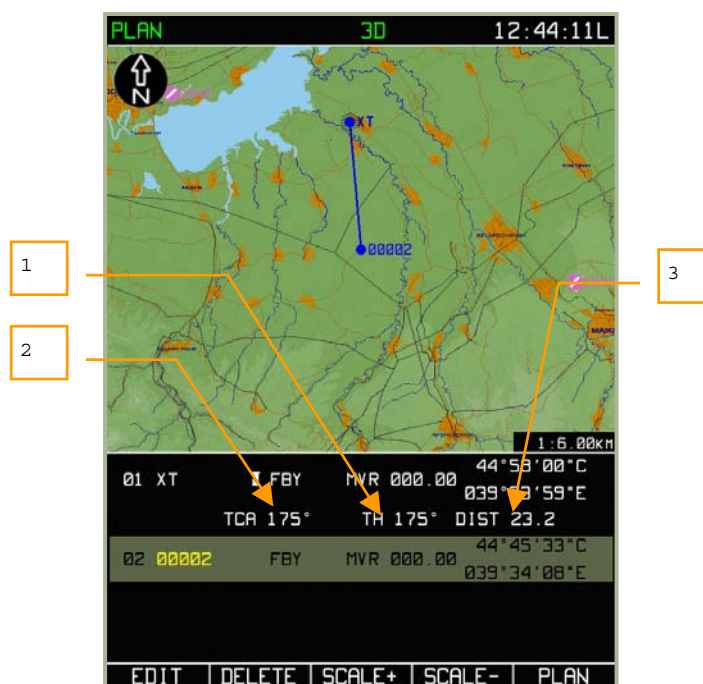 PLAN 3D 12:44:11L
N
XT
00002
MAIK
1
2
3
1:6.00KM
01 XT FBY MVR 000.00 44°58'00"C
TCA 175° TH 175° DIST 23.2
02 00002 FBY MVR 000.00 44°45'33"C
039°34'08"E
EDIT DELETE SCALE+ SCALE- PLAN